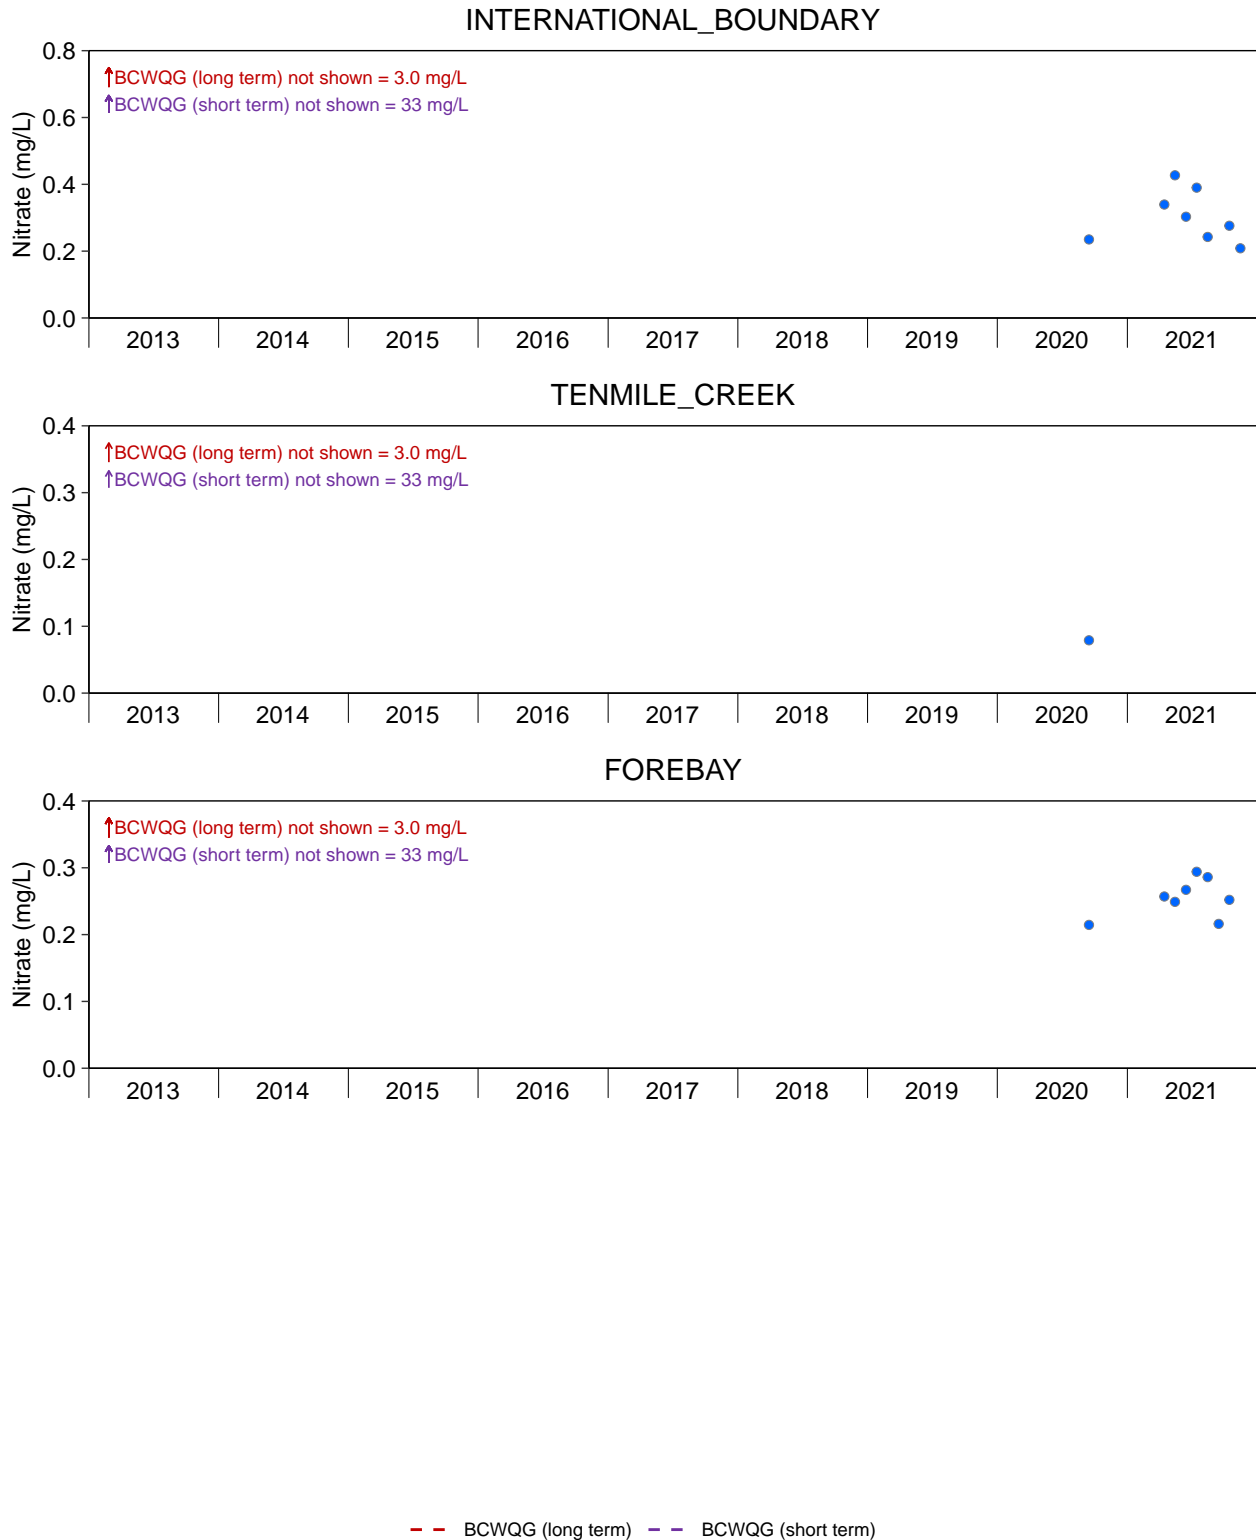 INTERNATIONAL_BOUNDARY
Nitrate (mg/L)
0.8
0.6
0.4
0.2
0.0
↑BCWQG (long term) not shown = 3.0 mg/L
↑BCWQG (short term) not shown = 33 mg/L
2013 2014 2015 2016 2017 2018 2019 2020 2021
TENMILE_CREEK
Nitrate (mg/L)
0.4
0.3
0.2
0.1
0.0
↑BCWQG (long term) not shown = 3.0 mg/L
↑BCWQG (short term) not shown = 33 mg/L
2013 2014 2015 2016 2017 2018 2019 2020 2021
FOREBAY
Nitrate (mg/L)
0.4
0.3
0.2
0.1
0.0
↑BCWQG (long term) not shown = 3.0 mg/L
↑BCWQG (short term) not shown = 33 mg/L
2013 2014 2015 2016 2017 2018 2019 2020 2021
BCWQG (long term) BCWQG (short term)